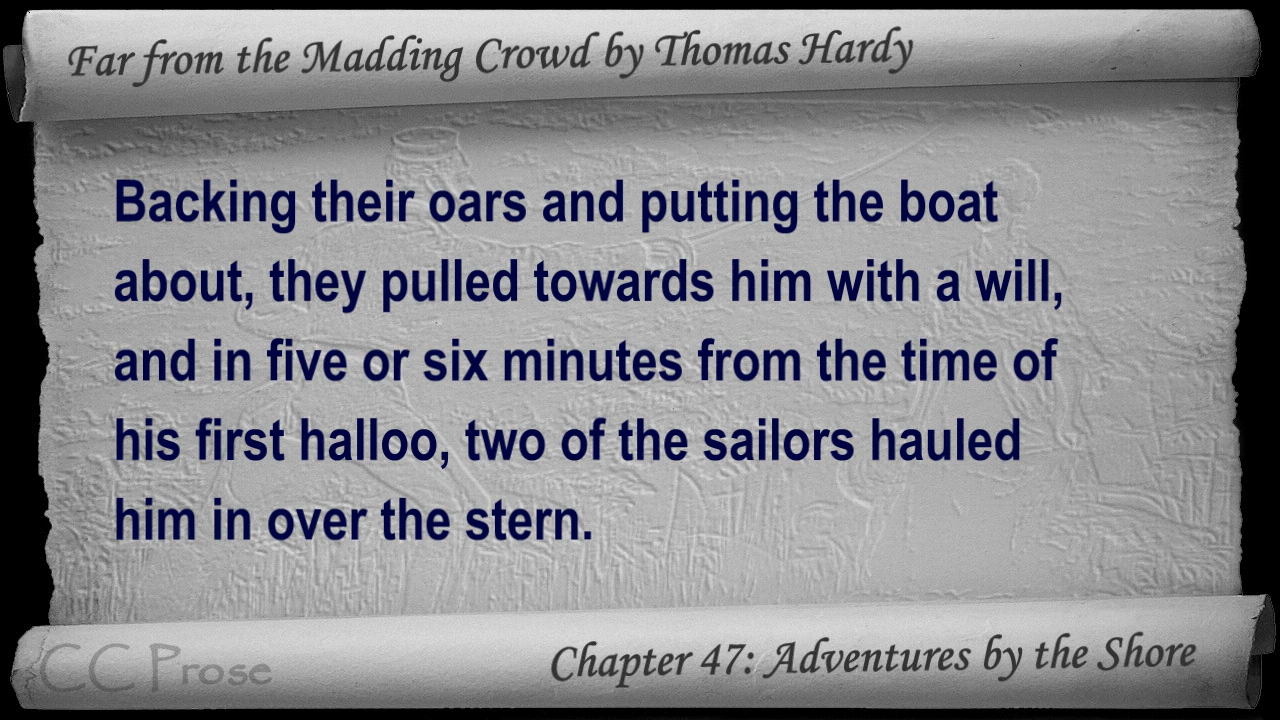 Far from the Madding Crowd by Thomas Hardy
Backing their oars and putting the boat
about, they pulled towards him with a will,
and in five or six minutes from the time of
his first halloo, two of the sailors hauled
him in over the stern.
CC Prose
Chapter 47: Adventures by the Shore